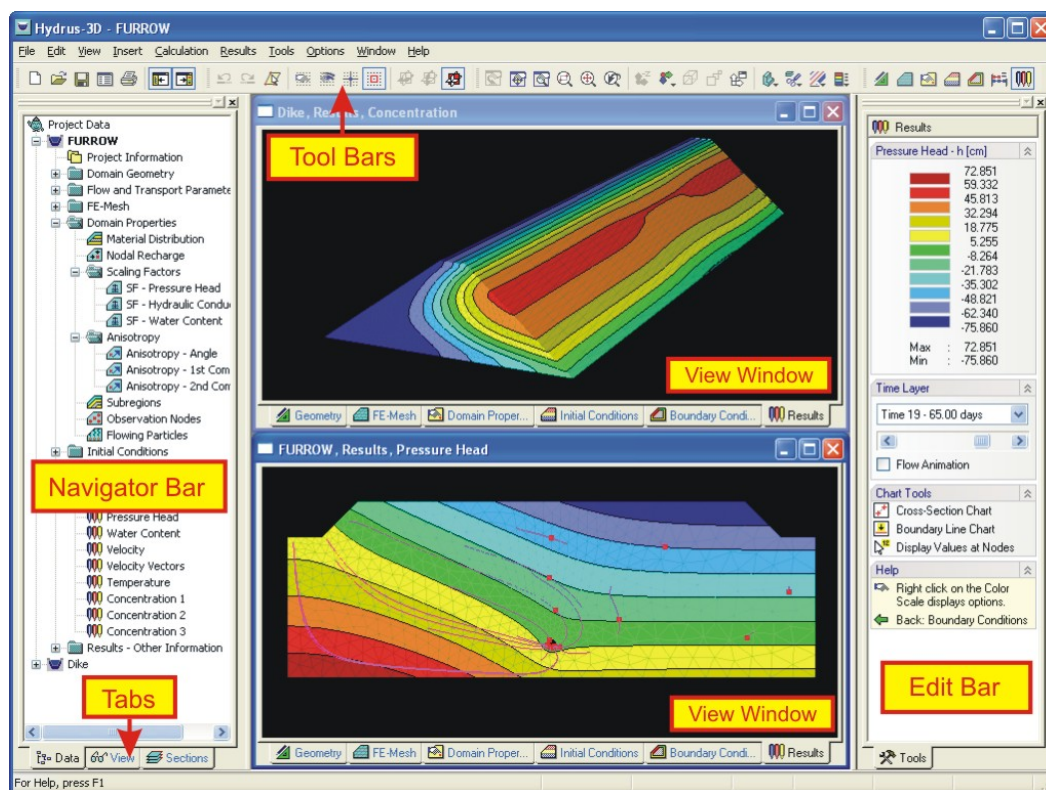 Hydrus-3D - FURROW
File Edit View Insert Calculation Results Tools Options Window Help
Tool Bars
Project Data
FURROW
Project Information
Domain Geometry
Flow and Transport Paramete
FE-Mesh
Domain Properties
Material Distribution
Nodal Recharge
Scaling Factors
SF - Pressure Head
SF - Hydraulic Condu
SF - Water Content
Anisotropy
Anisotropy - Angle
Anisotropy - 1st Com
Anisotropy - 2nd Com
Subregions
Observation Nodes
Flowing Particles
Initial Conditions
Navigator Bar
Pressure Head
Water Content
Velocity
Velocity Vectors
Temperature
Concentration 1
Concentration 2
Concentration 3
Results - Other Information
Dike
Tabs
Data View Sections
Dike, Results, Concentration
View Window
Geometry FE-Mesh Domain Proper... Initial Conditions Boundary Condi... Results
FURROW, Results, Pressure Head
View Window
Geometry FE-Mesh Domain Proper... Initial Conditions Boundary Condi... Results
Results
Pressure Head - h [cm]
72.851
59.332
45.813
32.294
18.775
5.255
-8.264
-21.783
-35.302
-48.821
-62.340
-75.860
Max : 72.851
Min : -75.860
Time Layer
Time 19 - 65.00 days
Flow Animation
Chart Tools
Cross-Section Chart
Boundary Line Chart
Display Values at Nodes
Help
Right click on the Color
Scale displays options.
Back: Boundary Conditions
Edit Bar
Tools
For Help, press F1